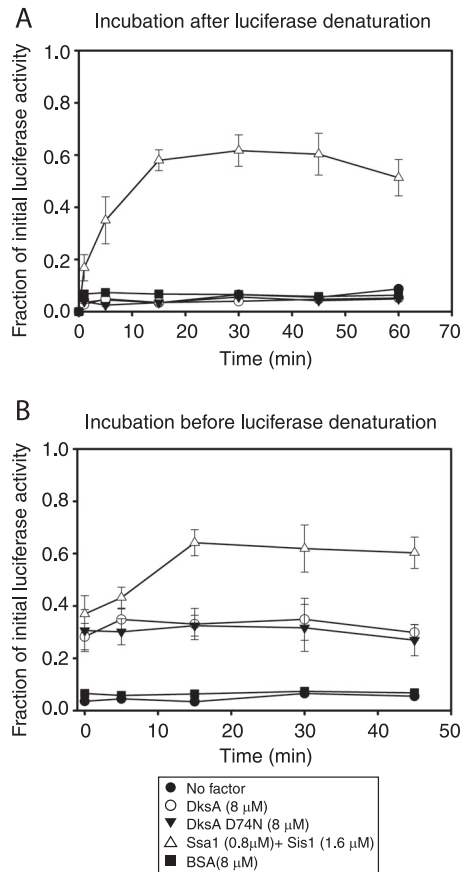 A
Incubation after luciferase denaturation
Fraction of initial luciferase activity
1.0
0.8
0.6
0.4
0.2
0.0
0 10 20 30 40 50 60 70
Time (min)
B
Incubation before luciferase denaturation
Fraction of initial luciferase activity
1.0
0.8
0.6
0.4
0.2
0.0
0 10 20 30 40 50
Time (min)
No factor
DksA (8 μM)
DksA D74N (8 μM)
Ssa1 (0.8μM)+ Sis1 (1.6 μM)
BSA(8 μM)